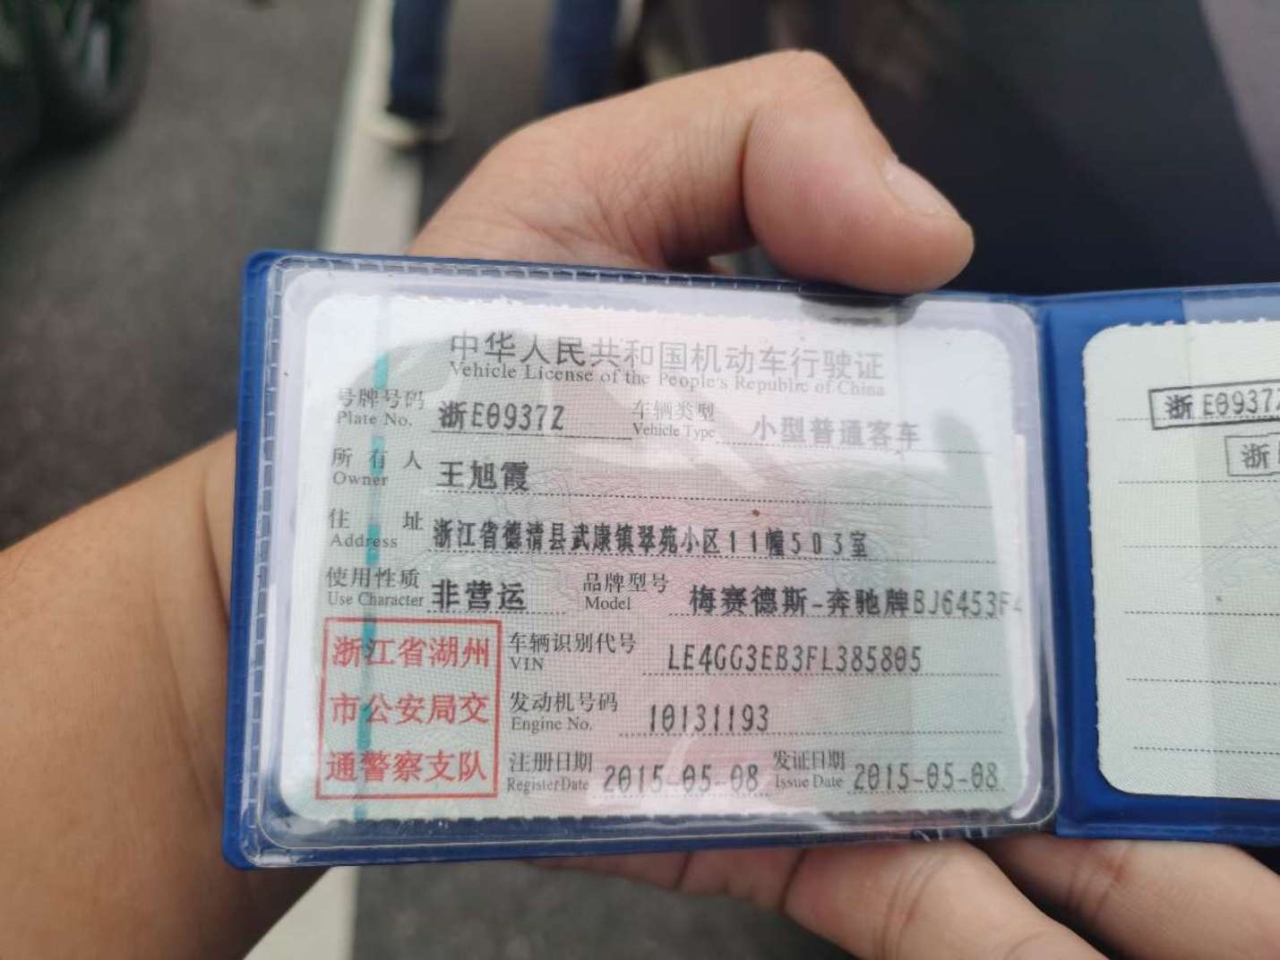 中华人民共和国机动车行驶证
Vehicle License of the People's Republic of China
号牌号码 浙E0937Z 车辆类型 小型普通客车
Plate No. Vehicle Type
所有人 王旭霞
Owner
住址 浙江省德清县武康镇翠苑小区11幢503室
Address
使用性质 非营运 品牌型号 梅赛德斯-奔驰牌BJ6453F4
Use Character Model
浙江省湖州
市公安局交
通警察支队
车辆识别代号 LE4GG3EB3FL385805
VIN
发动机号码 10131193
Engine No.
注册日期 2015-05-08 发证日期 2015-05-08
Register Date Issue Date
浙E0937Z
浙